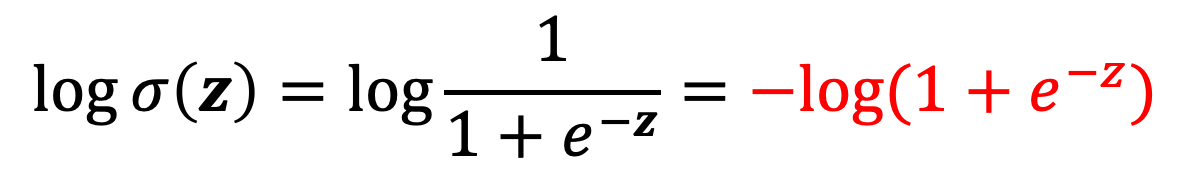 log σ(z) = log 1/(1 + e^{−z}) = −log(1 + e^{−z})